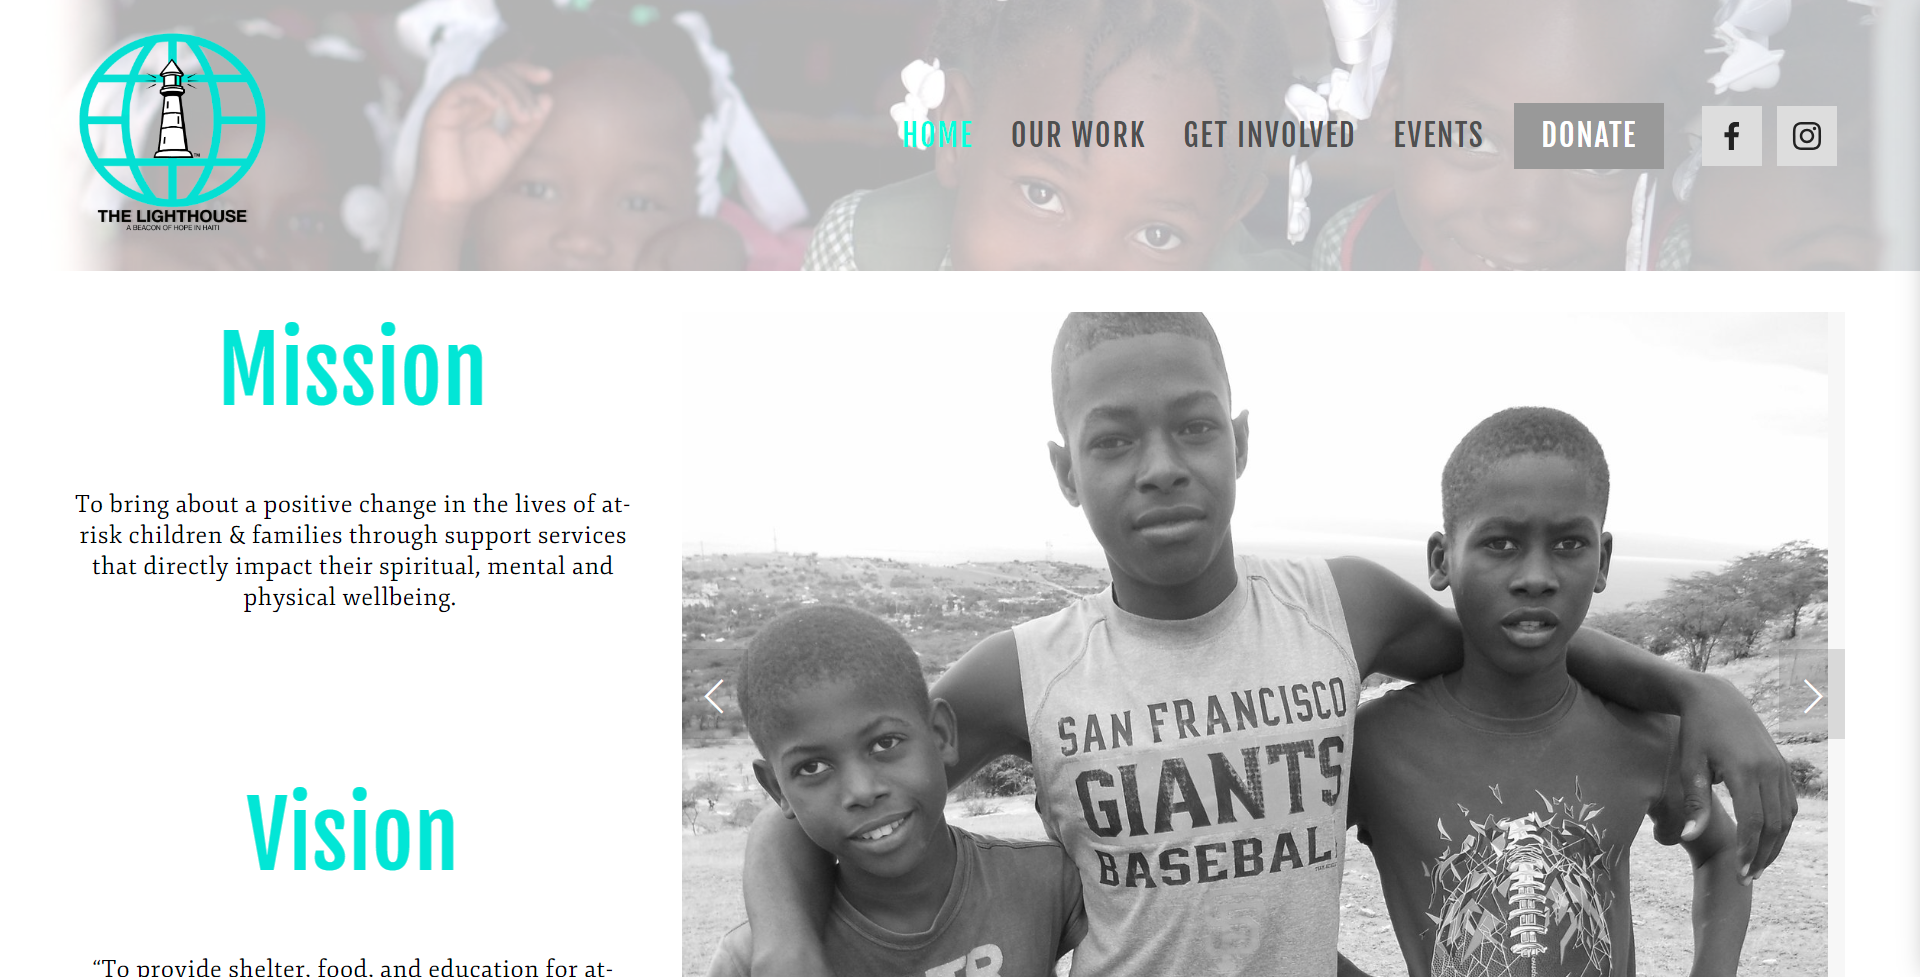 THE LIGHTHOUSE
A BEACON OF HOPE IN HAITI
™
HOME
OUR WORK
GET INVOLVED
EVENTS
DONATE
Mission
To bring about a positive change in the lives of at-
risk children & families through support services
that directly impact their spiritual, mental and
physical wellbeing.
Vision
“To provide shelter, food, and education for at-
SAN FRANCISCO
GIANTS
BASEBAL